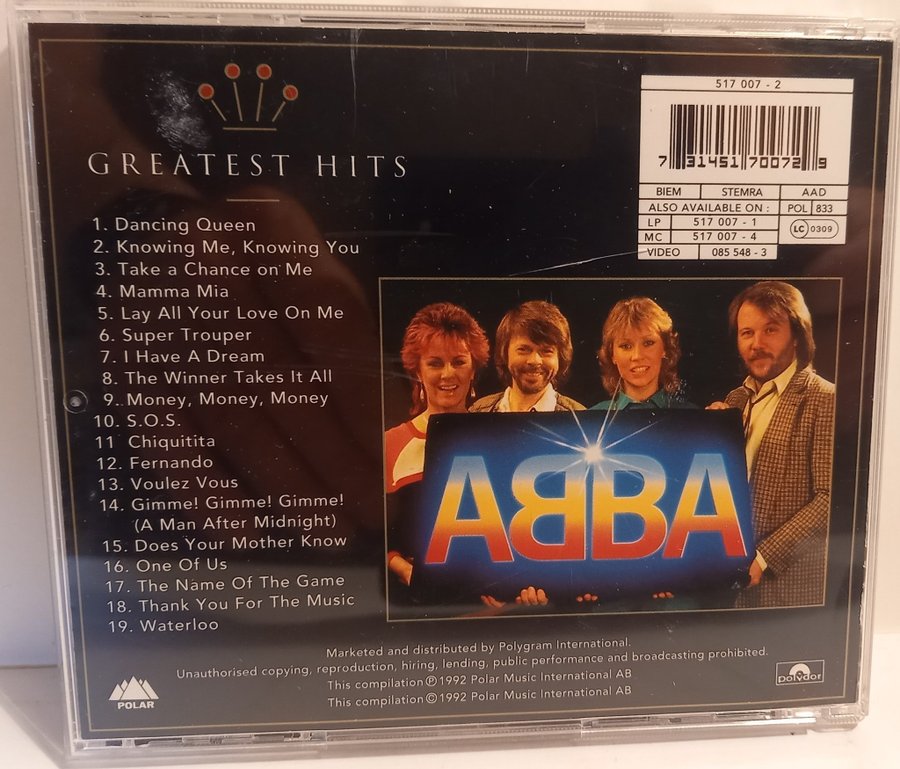 517 007 - 2
7 31451 70072 9
BIEM STEMRA AAD
ALSO AVAILABLE ON : POL 833
LP 517 007 - 1
MC 517 007 - 4
LC 0309
VIDEO 085 548 - 3
GREATEST HITS
1. Dancing Queen
2. Knowing Me, Knowing You
3. Take a Chance on Me
4. Mamma Mia
5. Lay All Your Love On Me
6. Super Trouper
7. I Have A Dream
8. The Winner Takes It All
9. Money, Money, Money
10. S.O.S.
11 Chiquitita
12. Fernando
13. Voulez Vous
14. Gimme! Gimme! Gimme!
(A Man After Midnight)
15. Does Your Mother Know
16. One Of Us
17. The Name Of The Game
18. Thank You For The Music
19. Waterloo
ABBA
Marketed and distributed by Polygram International.
Unauthorised copying, reproduction, hiring, lending, public performance and broadcasting prohibited.
This compilation ℗ 1992 Polar Music International AB
This compilation © 1992 Polar Music International AB
POLAR
polydor